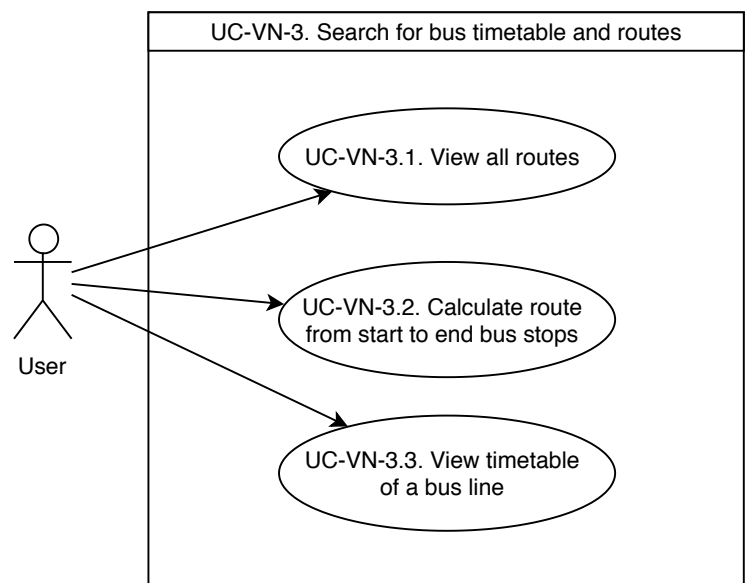 UC-VN-3. Search for bus timetable and routes
UC-VN-3.1. View all routes
UC-VN-3.2. Calculate route
from start to end bus stops
User
UC-VN-3.3. View timetable
of a bus line